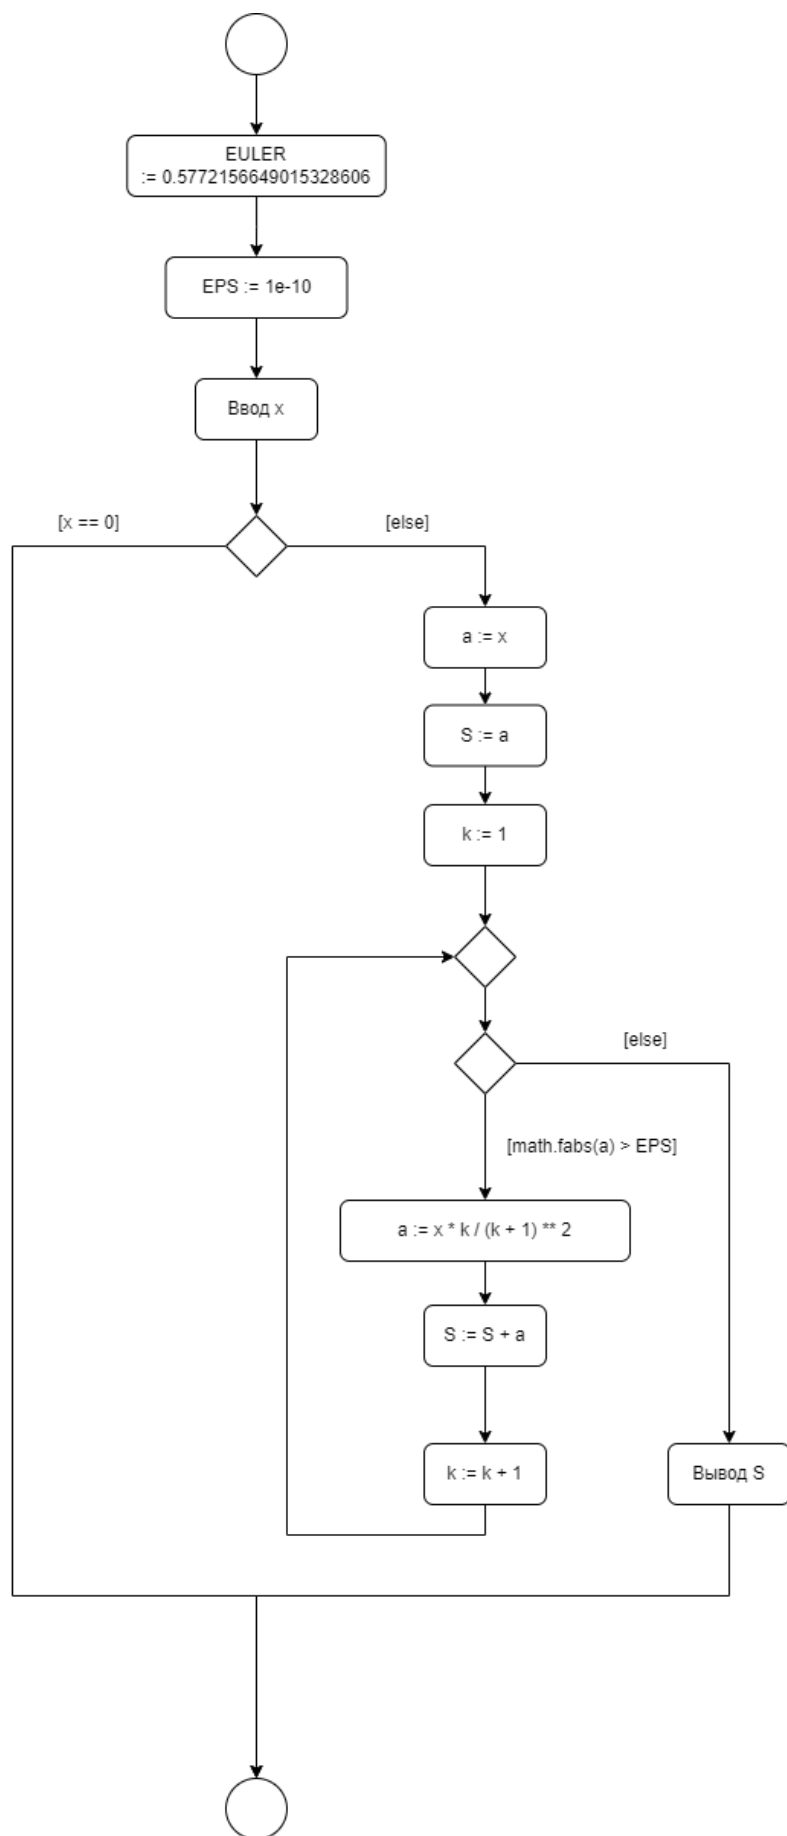 EULER
:= 0.5772156649015328606
EPS := 1e-10
Ввод x
[x == 0]
[else]
a := x
S := a
k := 1
[else]
[math.fabs(a) > EPS]
a := x * k / (k + 1) ** 2
S := S + a
k := k + 1
Вывод S